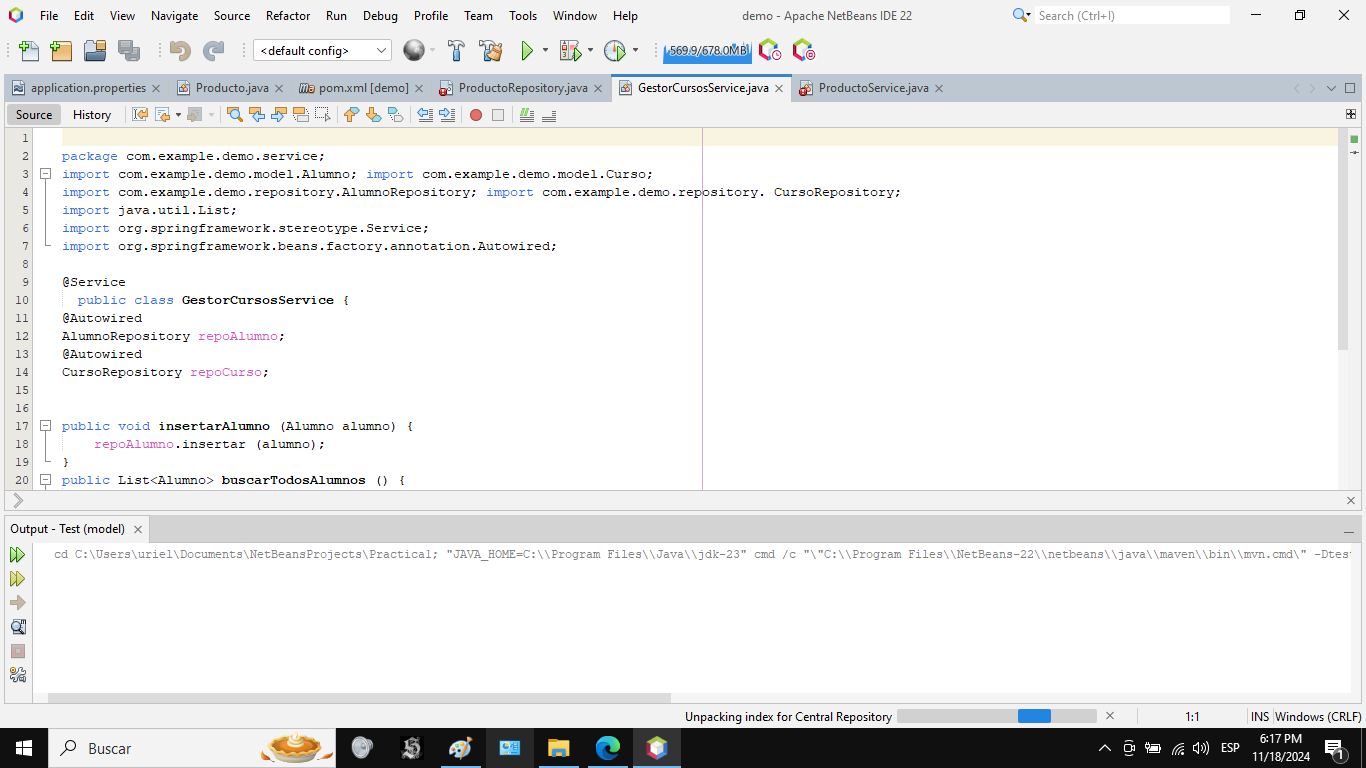 File Edit View Navigate Source Refactor Run Debug Profile Team Tools Window Help demo - Apache NetBeans IDE 22 Search (Ctrl+I)
<default config> 569.9/678.0MB
application.properties Producto.java pom.xml [demo] ProductoRepository.java GestorCursosService.java ProductoService.java
Source History
1
2 package com.example.demo.service;
3 import com.example.demo.model.Alumno; import com.example.demo.model.Curso;
4 import com.example.demo.repository.AlumnoRepository; import com.example.demo.repository. CursoRepository;
5 import java.util.List;
6 import org.springframework.stereotype.Service;
7 import org.springframework.beans.factory.annotation.Autowired;
8
9 @Service
10 public class GestorCursosService {
11 @Autowired
12 AlumnoRepository repoAlumno;
13 @Autowired
14 CursoRepository repoCurso;
15
16
17 public void insertarAlumno (Alumno alumno) {
18 repoAlumno.insertar (alumno);
19 }
20 public List<Alumno> buscarTodosAlumnos () {
Output - Test (model)
cd C:\Users\uriel\Documents\NetBeansProjects\Practica1; "JAVA_HOME=C:\\Program Files\\Java\\jdk-23" cmd /c "\"C:\\Program Files\\NetBeans-22\\netbeans\\java\\maven\\bin\\mvn.cmd\" -Dtest
Unpacking index for Central Repository 1:1 INS Windows (CRLF)
Buscar ESP 6:17 PM
11/18/2024 1